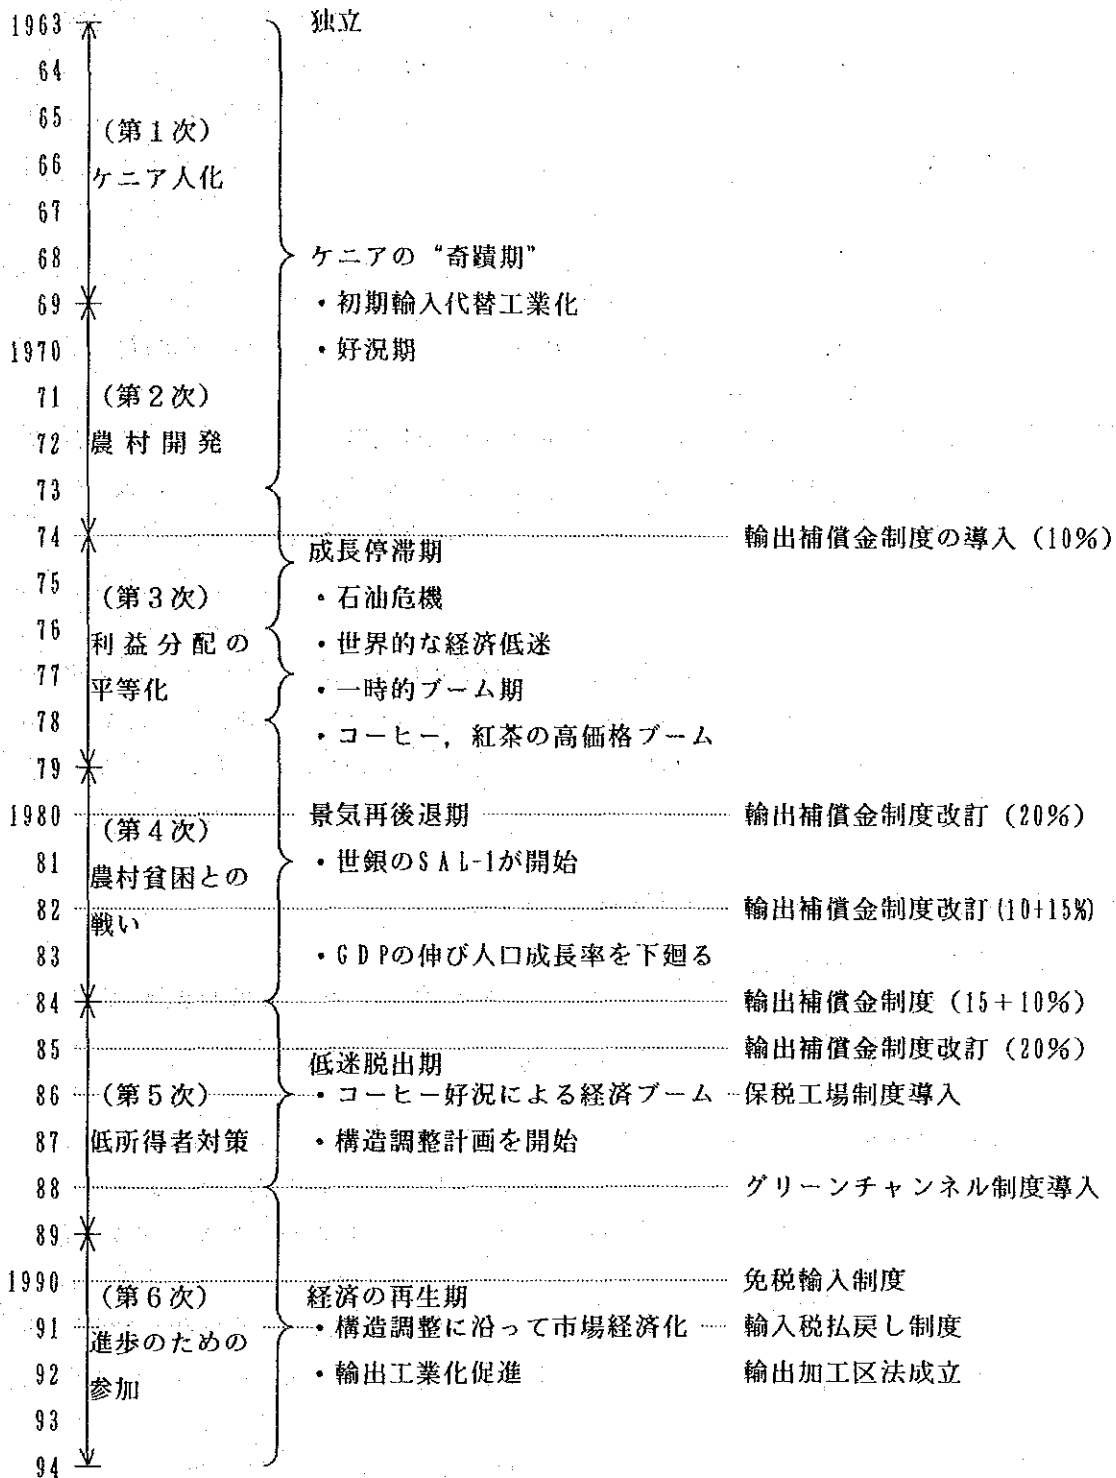 1963 独立
64
65
(第1次)
66
ケニア人化
67
68 ケニアの“奇蹟期”
69 ・初期輸入代替工業化
1970 ・好況期
71 (第2次)
72 農村開発
73
74 輸出補償金制度の導入 (10%)
成長停滞期
75 (第3次) ・石油危機
76 利益分配の ・世界的な経済低迷
77 平等化 ・一時的ブーム期
78 ・コーヒー,紅茶の高価格ブーム
79
1980 景気再後退期 輸出補償金制度改訂 (20%)
(第4次)
81 農村貧困との ・世銀のSAL-1が開始
82 戦い 輸出補償金制度改訂(10+15%)
83 ・GDPの伸び人口成長率を下廻る
84 輸出補償金制度 (15+10%)
85 低迷脱出期 輸出補償金制度改訂 (20%)
86 (第5次) ・コーヒー好況による経済ブーム 保税工場制度導入
87 低所得者対策 ・構造調整計画を開始
88 グリーンチャンネル制度導入
89
1990 免税輸入制度
(第6次) 経済の再生期
91 進歩のための ・構造調整に沿って市場経済化 輸入税払戻し制度
92 参加 ・輸出工業化促進 輸出加工区法成立
93
94